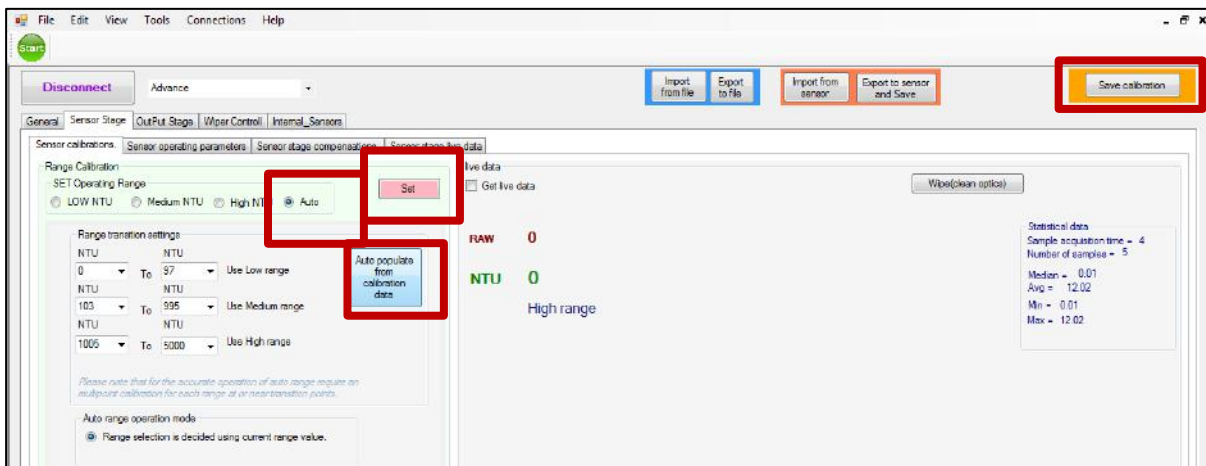 File Edit View Tools Connections Help
Start
Disconnect
Advance
Import from file
Export to file
Import from sensor
Export to sensor and Save
Save calibration
General Sensor Stage OutPut Stage Wiper Controll Internal_Sensors
Sensor calibrations. Sensor operating parameters Sensor stage compensations Sensor stage live data
Range Calibration
SET Operating Range
LOW NTU Medium NTU High NTU Auto
Set
Range transition settings
NTU NTU
0 To 97 Use Low range
NTU NTU
103 To 995 Use Medium range
NTU NTU
1005 To 5000 Use High range
Auto populate
from
calibration
data
Please note that for the accurate operation of auto range require an
multipoint calibration for each range at or near transition points.
Auto range operation mode
Range selection is decided using current range value.
live data
Get live data
Wipe(clean optics)
RAW 0
NTU 0
High range
Statistical data
Sample acquisition time = 4
Number of samples = 5
Median = 0.01
Avg = 12.02
Min = 0.01
Max = 12.02